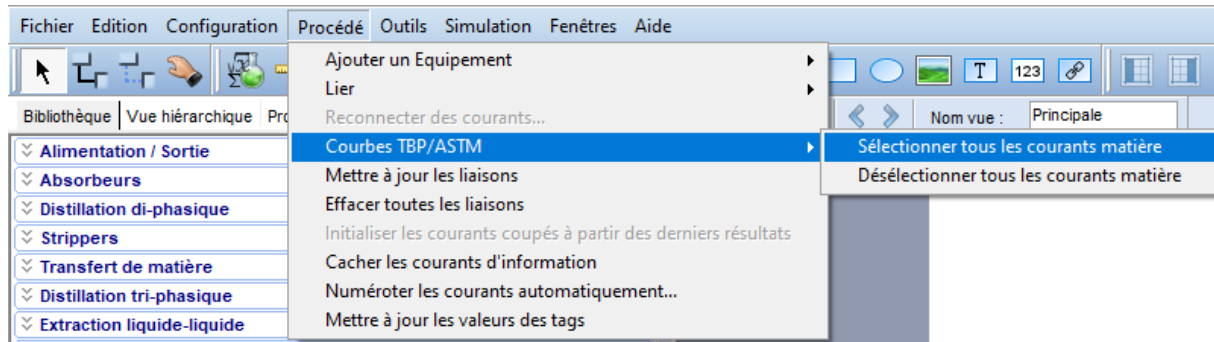 Fichier Edition Configuration Procédé Outils Simulation Fenêtres Aide
T 123
Bibliothèque Vue hiérarchique
Nom vue : Principale
Alimentation / Sortie
Absorbeurs
Distillation di-phasique
Strippers
Transfert de matière
Distillation tri-phasique
Extraction liquide-liquide
Ajouter un Equipement
Lier
Reconnecter des courants...
Courbes TBP/ASTM
Mettre à jour les liaisons
Effacer toutes les liaisons
Initialiser les courants coupés à partir des derniers résultats
Cacher les courants d'information
Numéroter les courants automatiquement...
Mettre à jour les valeurs des tags
Sélectionner tous les courants matière
Désélectionner tous les courants matière